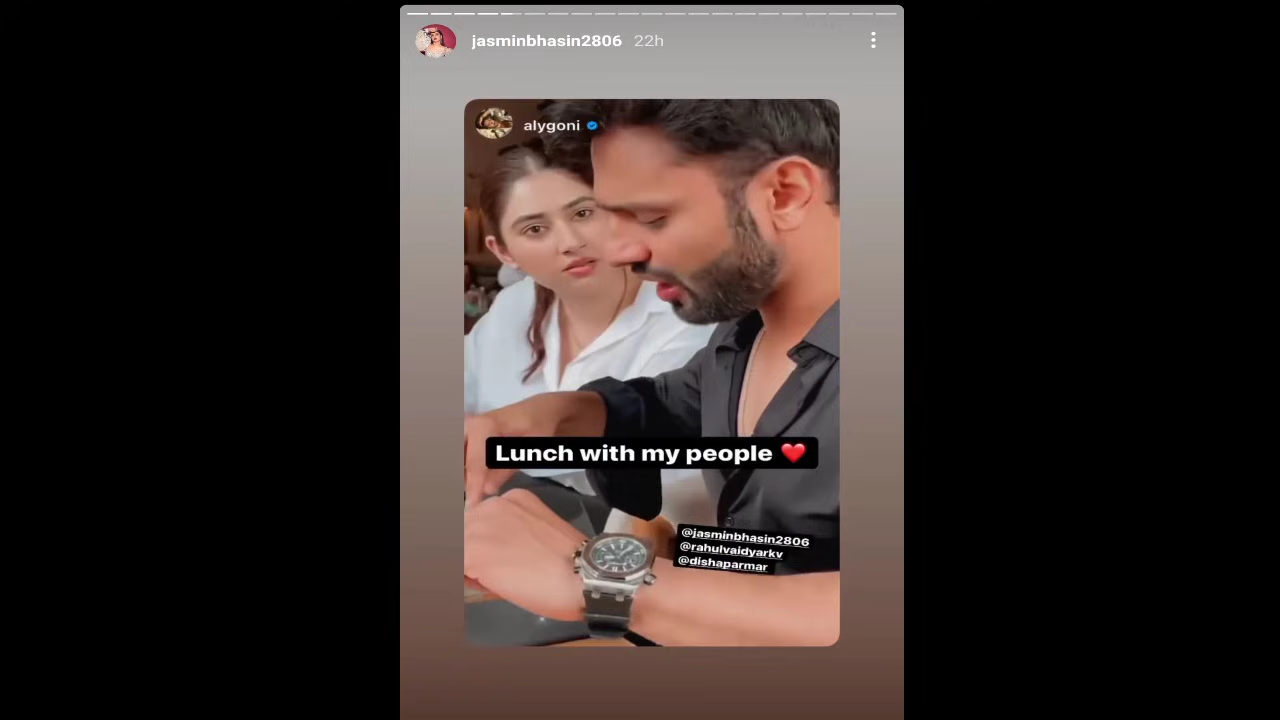 jasminbhasin2806 22h
alygoni
Lunch with my people ❤️
@jasminbhasin2806
@rahulvaidyarkv
@dishaparmar